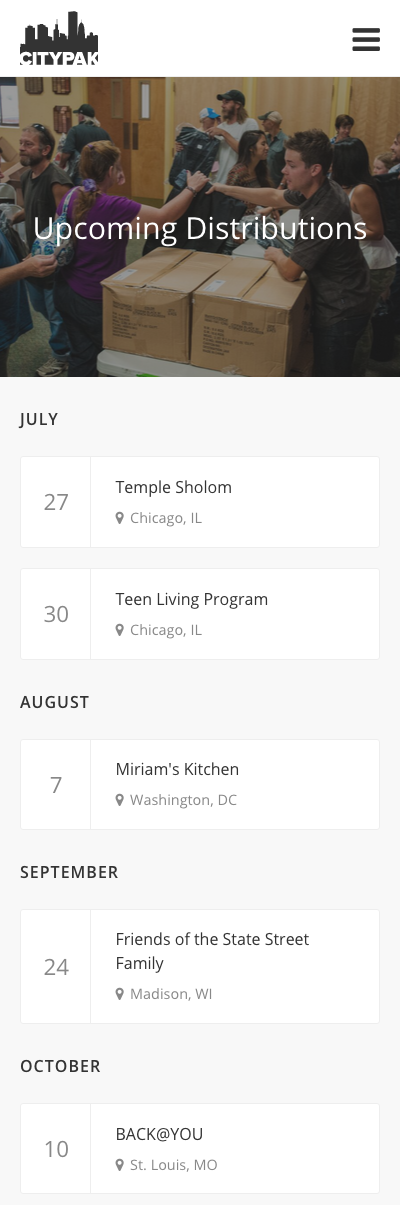 CITYPAK
Upcoming Distributions
JULY
27
Temple Sholom
Chicago, IL
30
Teen Living Program
Chicago, IL
AUGUST
7
Miriam's Kitchen
Washington, DC
SEPTEMBER
24
Friends of the State Street
Family
Madison, WI
OCTOBER
10
BACK@YOU
St. Louis, MO